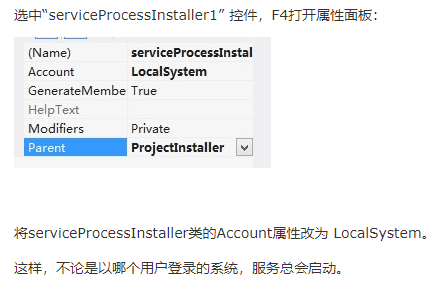 选中“serviceProcessInstaller1” 控件，F4打开属性面板：
(Name) serviceProcessInstal
Account LocalSystem
GenerateMembe True
HelpText
Modifiers Private
Parent ProjectInstaller
将serviceProcessInstaller类的Account属性改为 LocalSystem。
这样，不论是以哪个用户登录的系统，服务总会启动。